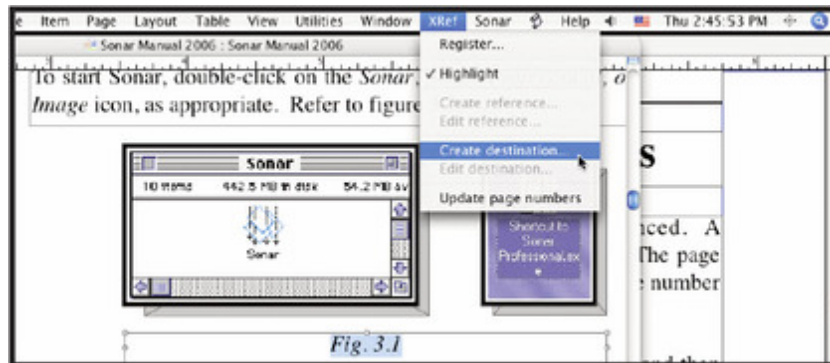 e Item Page Layout Table View Utilities Window XRef Sonar Help Thu 2:45:53 PM
Sonar Manual 2006 : Sonar Manual 2006
Register...
To start Sonar, double-click on the Sonar,
✓ Highlight
Image icon, as appropriate. Refer to figure
Create reference...
Edit reference...
Create destination...
Edit destination...
Update page numbers
Sonar
10 items 442.5 MB in disk 54.2 MB av
Sonar
Shortcut to
Sonar
Professional.ex
e
s
nced. A
The page
number
Fig. 3.1
and then